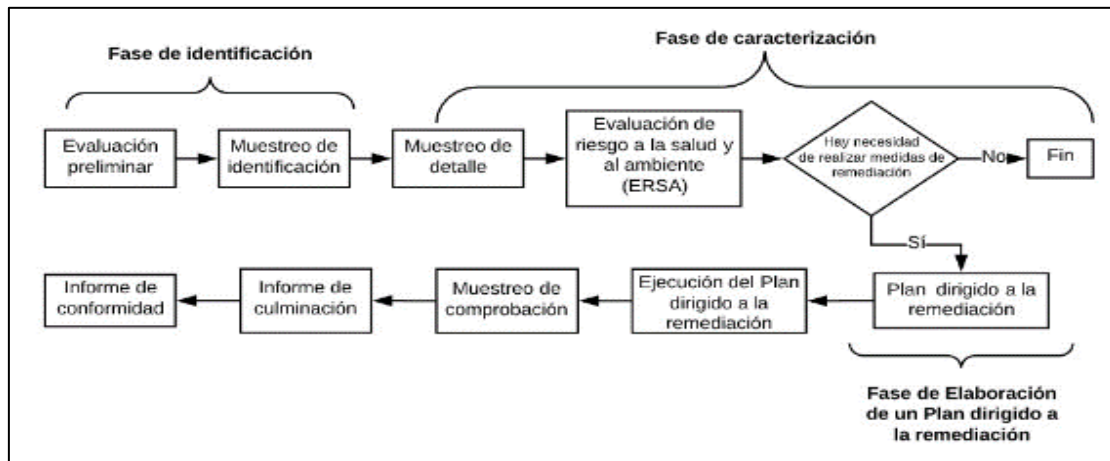 Fase de identificación
Fase de caracterización
Evaluación
preliminar
Muestreo de
identificación
Muestreo de
detalle
Evaluación de
riesgo a la salud y
al ambiente
(ERSA)
Hay necesidad
de realizar medidas de
remediación
No
Fin
Sí
Informe de
conformidad
Informe de
culminación
Muestreo de
comprobación
Ejecución del Plan
dirigido a la
remediación
Plan dirigido a la
remediación
Fase de Elaboración
de un Plan dirigido a
la remediación